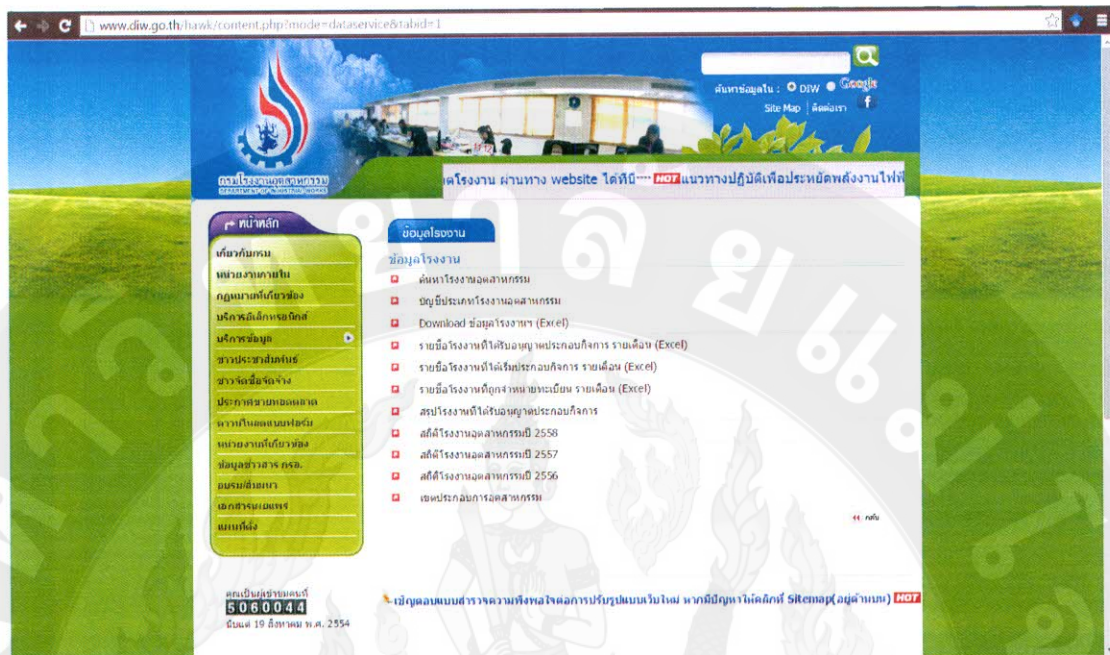 www.diw.go.th/hawk/content.php?mode=dataservice&tabid=1
ค้นหาข้อมูลใน : DIW Google
Site Map | ติดต่อเรา
กรมโรงงานอุตสาหกรรม
DEPARTMENT OF INDUSTRIAL WORKS
โรงงาน ผ่านทาง website ได้ที่นี่---- HOT แนวทางปฏิบัติเพื่อประหยัดพลังงานไฟฟ้
หน้าหลัก
เกี่ยวกับกรม
หน่วยงานภายใน
กฎหมายที่เกี่ยวข้อง
บริการอิเล็กทรอนิกส์
บริการข้อมูล
ข่าวประชาสัมพันธ์
ข่าวจัดซื้อจัดจ้าง
ประกาศขายทอดตลาด
ดาวน์โหลดแบบฟอร์ม
หน่วยงานที่เกี่ยวข้อง
ข้อมูลข่าวสาร กรอ.
อบรม/สัมมนา
เอกสารเผยแพร่
แผนที่ตั้ง
ข้อมูลโรงงาน
ข้อมูลโรงงาน
ค้นหาโรงงานอุตสาหกรรม
บัญชีประเภทโรงงานอุตสาหกรรม
Download ข้อมูลโรงงานฯ (Excel)
รายชื่อโรงงานที่ได้รับอนุญาตประกอบกิจการ รายเดือน (Excel)
รายชื่อโรงงานที่ได้เริ่มประกอบกิจการ รายเดือน (Excel)
รายชื่อโรงงานที่ถูกจำหน่ายทะเบียน รายเดือน (Excel)
สรุปโรงงานที่ได้รับอนุญาตประกอบกิจการ
สถิติโรงงานอุตสาหกรรมปี 2558
สถิติโรงงานอุตสาหกรรมปี 2557
สถิติโรงงานอุตสาหกรรมปี 2556
เขตประกอบการอุตสาหกรรม
กลับ
คุณเป็นผู้เข้าชมคนที่
5060044
นับแต่ 19 สิงหาคม พ.ศ. 2554
เชิญตอบแบบสำรวจความพึงพอใจต่อการปรับรูปแบบเว็บใหม่ หากมีปัญหาให้คลิกที่ Sitemap(อยู่ด้านบน) HOT